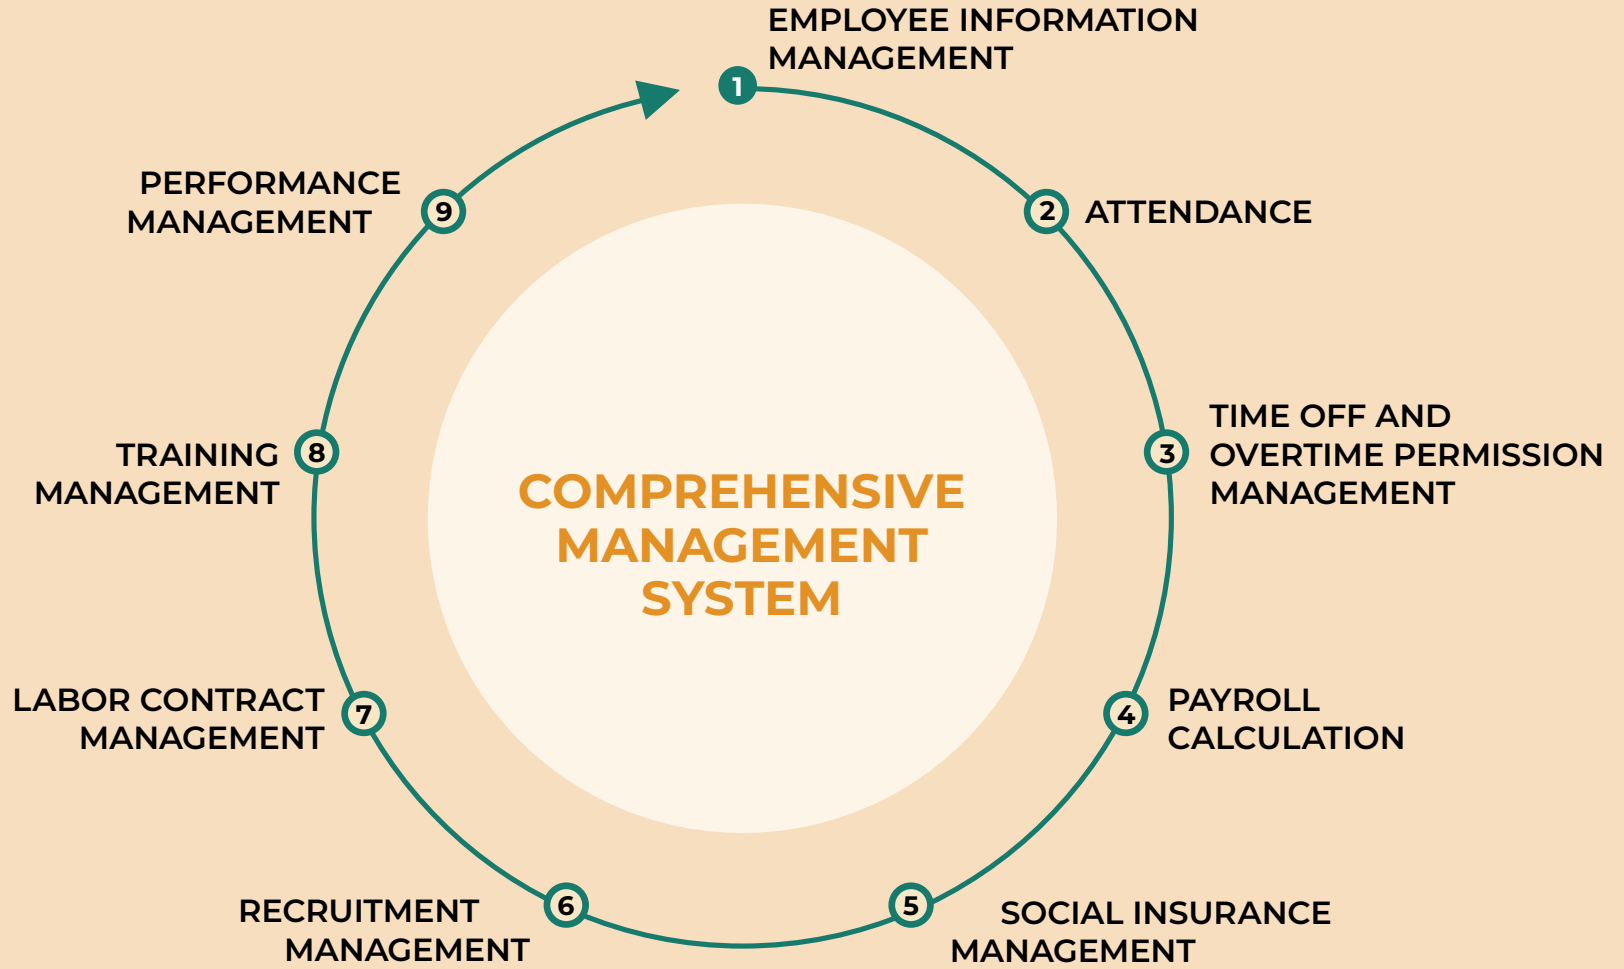 EMPLOYEE INFORMATION
MANAGEMENT
1
2
ATTENDANCE
3
TIME OFF AND
OVERTIME PERMISSION
MANAGEMENT
4
PAYROLL
CALCULATION
5
SOCIAL INSURANCE
MANAGEMENT
6
RECRUITMENT
MANAGEMENT
7
LABOR CONTRACT
MANAGEMENT
8
TRAINING
MANAGEMENT
9
PERFORMANCE
MANAGEMENT
COMPREHENSIVE
MANAGEMENT
SYSTEM